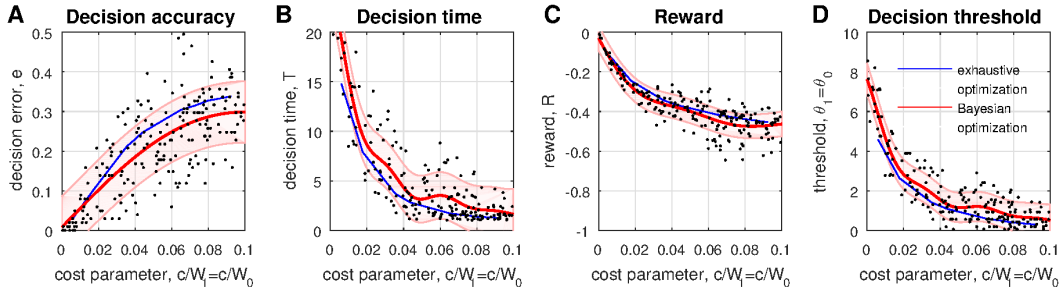 A Decision accuracy
decision error, e
0.5
0.4
0.3
0.2
0.1
0
0 0.02 0.04 0.06 0.08 0.1
cost parameter, c/W1=c/W0
B Decision time
decision time, T
20
15
10
5
0
0.02 0.04 0.06 0.08 0.1
cost parameter, c/W1=c/W0
C Reward
reward, R
0
-0.2
-0.4
-0.6
-0.8
-1
0 0.02 0.04 0.06 0.08 0.1
cost parameter, c/W1=c/W0
D Decision threshold
threshold, θ1=θ0
10
8
6
4
2
0
0 0.02 0.04 0.06 0.08 0.1
cost parameter, c/W1=c/W0
exhaustive
optimization
Bayesian
optimization